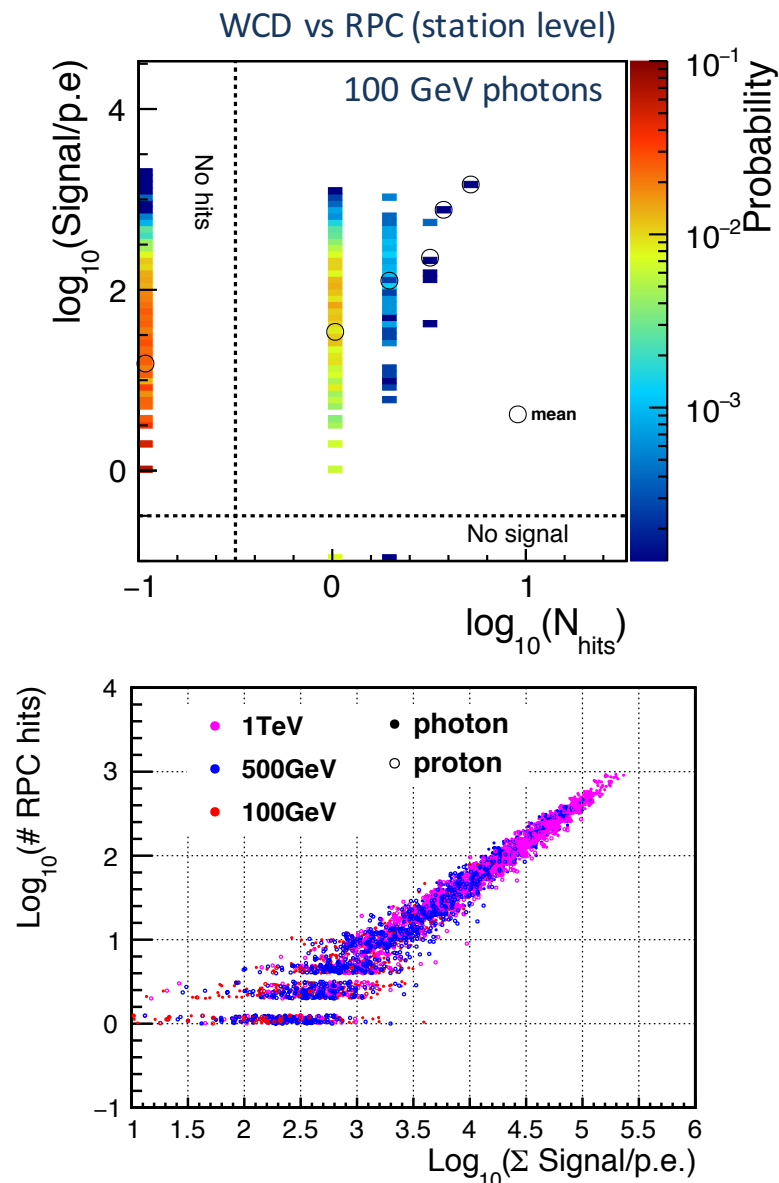 WCD vs RPC (station level)
log10(Signal/p.e)
4
2
0
No hits
100 GeV photons
mean
No signal
−1 0 1
log10(Nhits)
10−1
10−2
10−3
Probability
Log10(# RPC hits)
4
3
2
1
0
−1
1TeV
500GeV
100GeV
photon
proton
1 1.5 2 2.5 3 3.5 4 4.5 5 5.5 6
Log10(Σ Signal/p.e.)